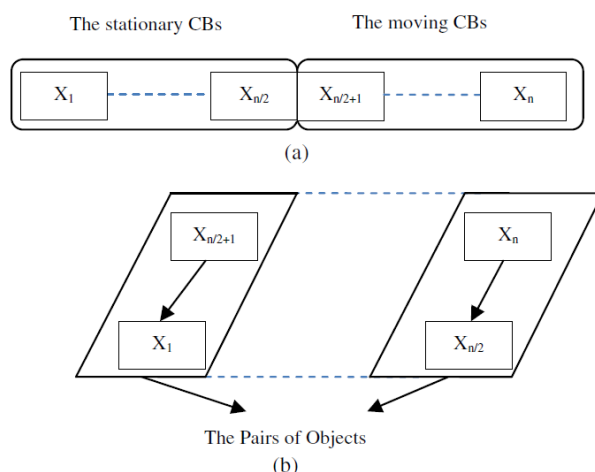 The stationary CBs The moving CBs
X1 Xn/2 Xn/2+1 Xn
(a)
Xn/2+1 Xn
X1 Xn/2
The Pairs of Objects
(b)